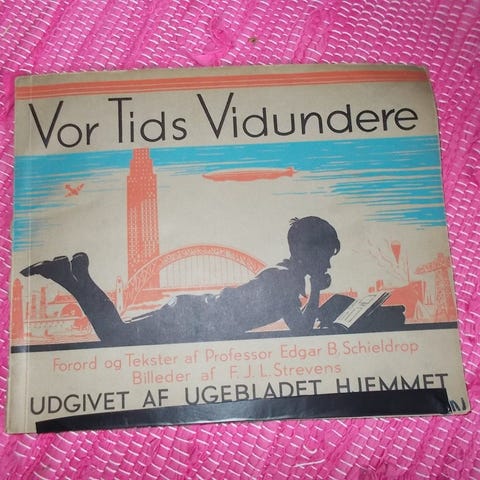 Vor Tids Vidundere
Forord og Tekster af Professor Edgar B. Schieldrop
Billeder af F. J. L. Strevens
UDGIVET AF UGEBLADET HJEMMET